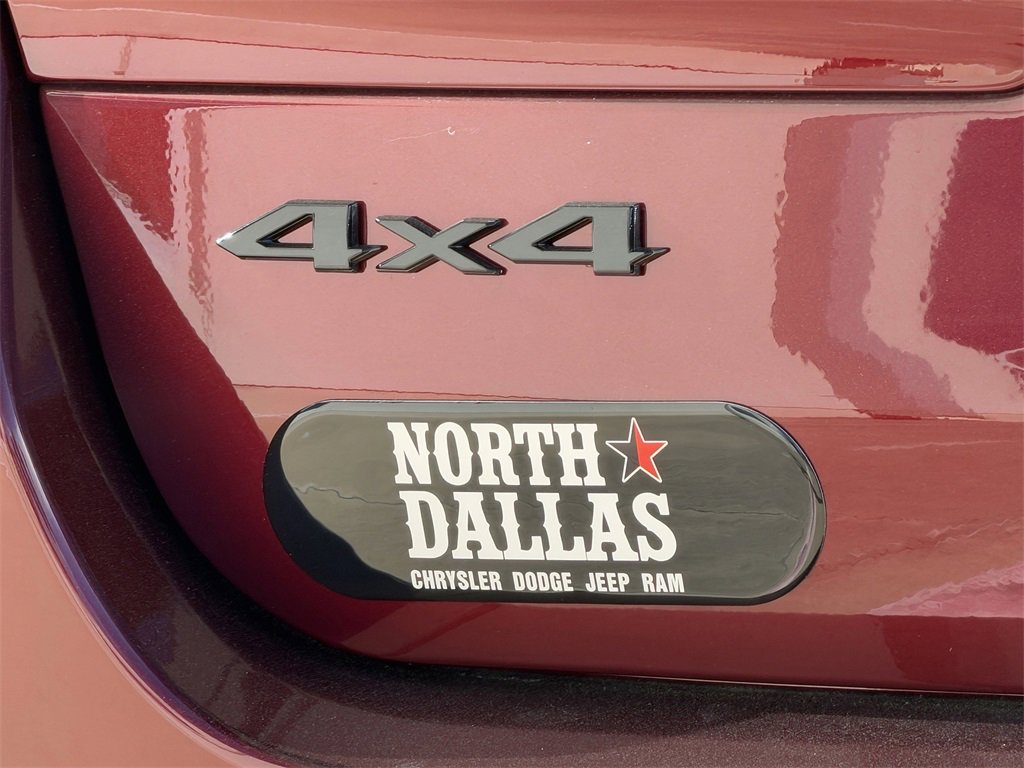 4x4
NORTH
DALLAS
CHRYSLER DODGE JEEP RAM